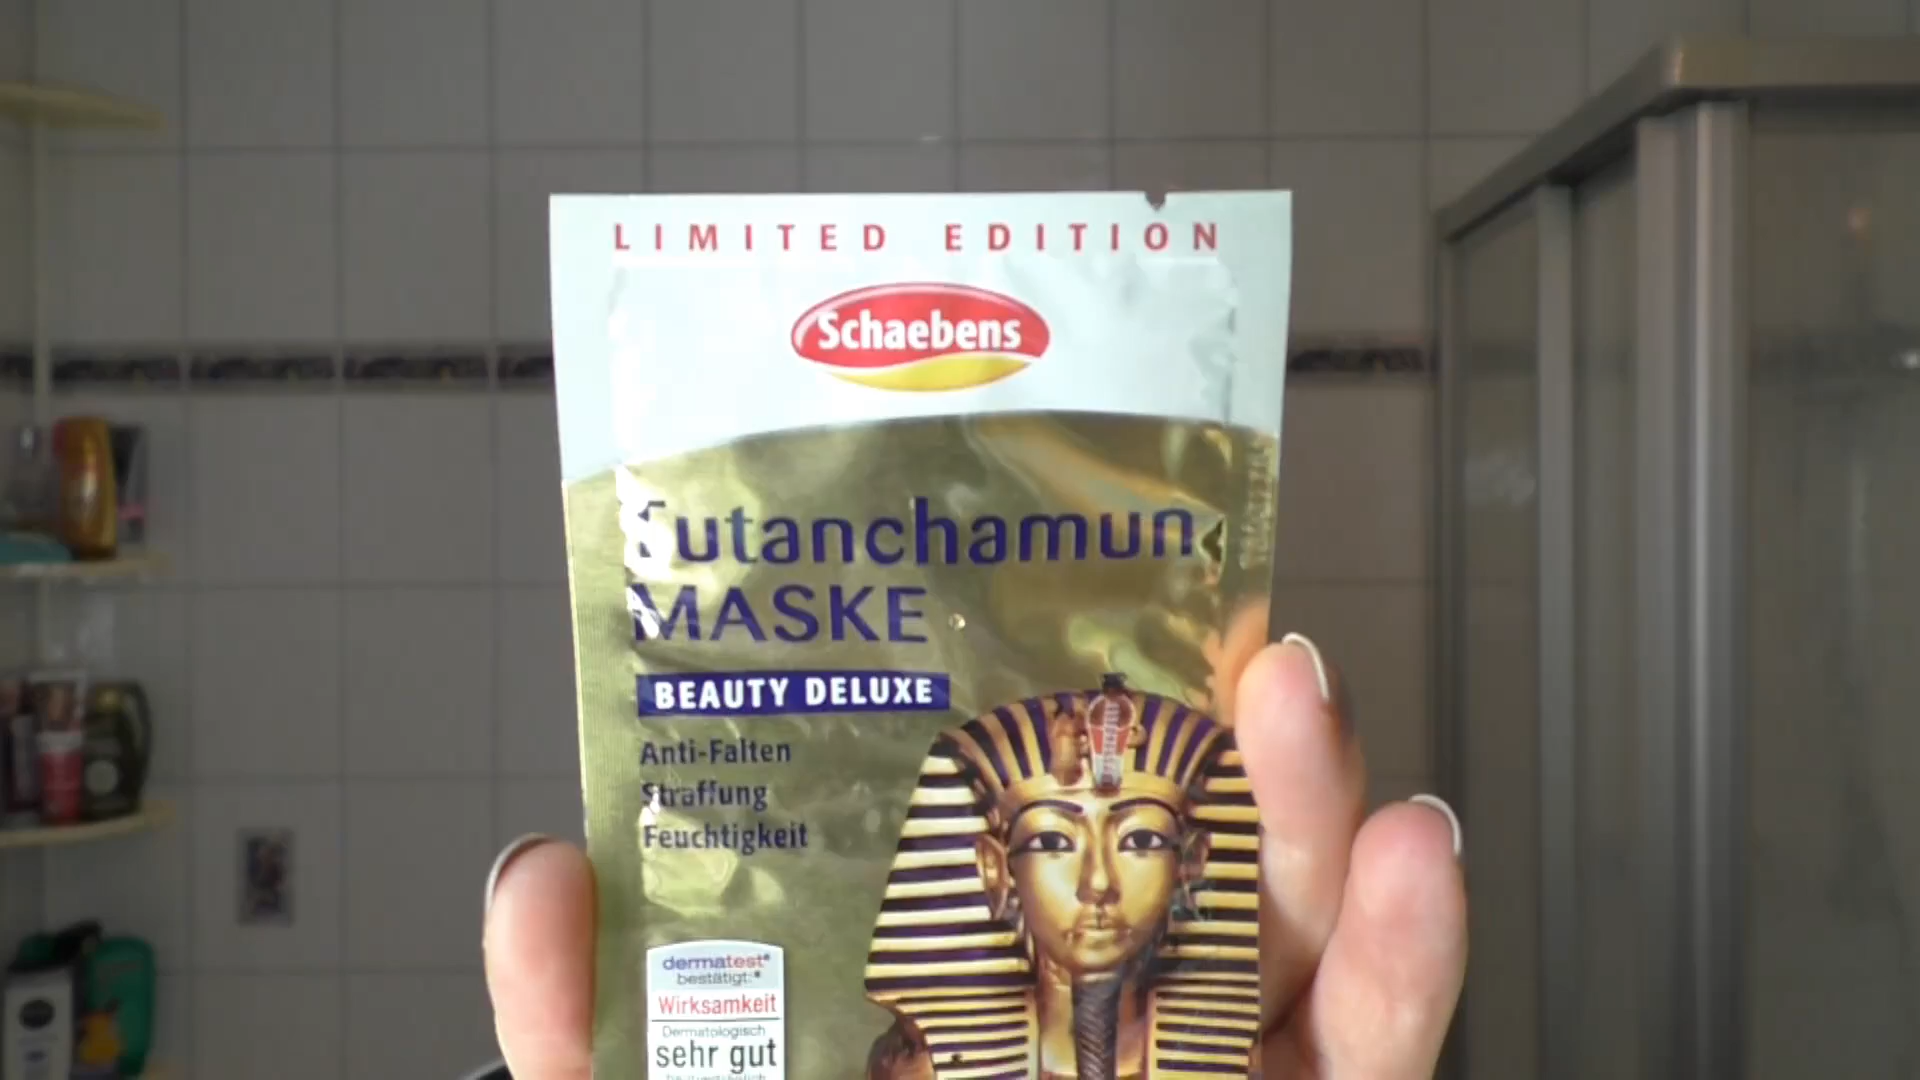 LIMITED EDITION
Schaebens
Tutanchamun
MASKE
BEAUTY DELUXE
Anti-Falten
Straffung
Feuchtigkeit
dermatest®
bestätigt:*
Wirksamkeit
Dermatologisch
sehr gut